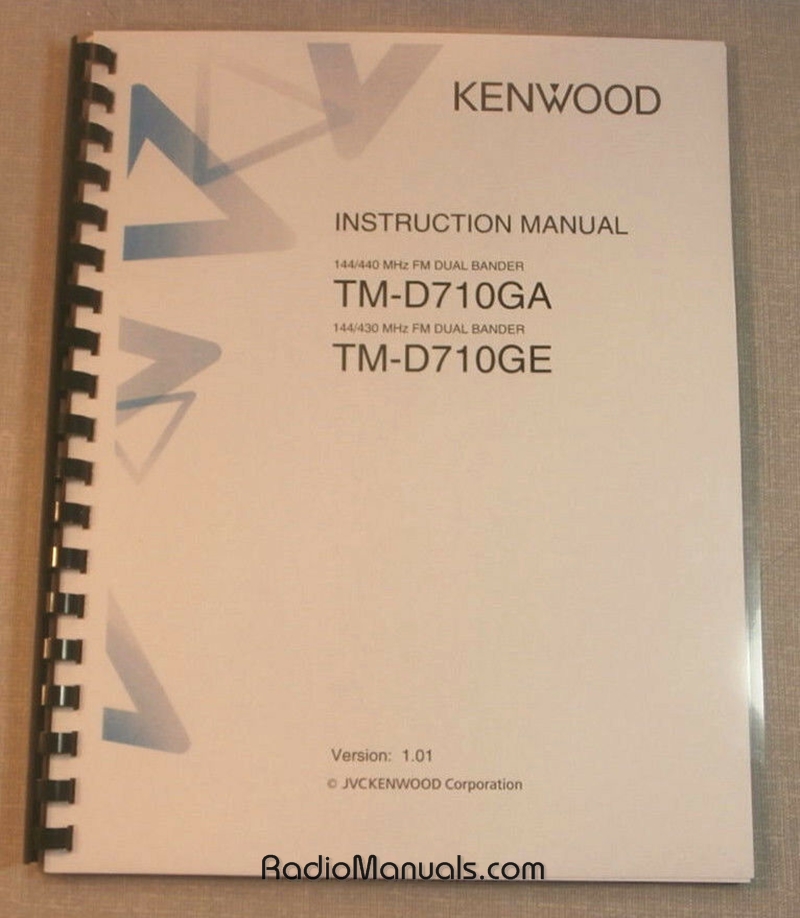 KENWOOD
INSTRUCTION MANUAL
144/440 MHz FM DUAL BANDER
TM-D710GA
144/430 MHz FM DUAL BANDER
TM-D710GE
Version: 1.01
© JVCKENWOOD Corporation
RadioManuals.com